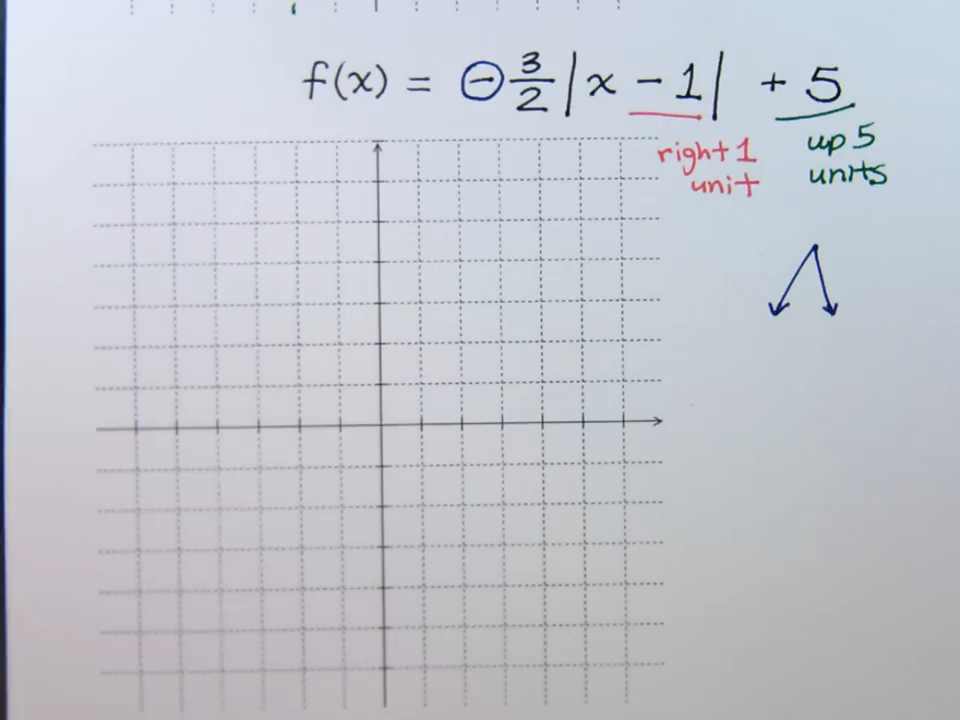 f(x) = -3/2|x - 1| + 5
right 1
unit
up 5
units